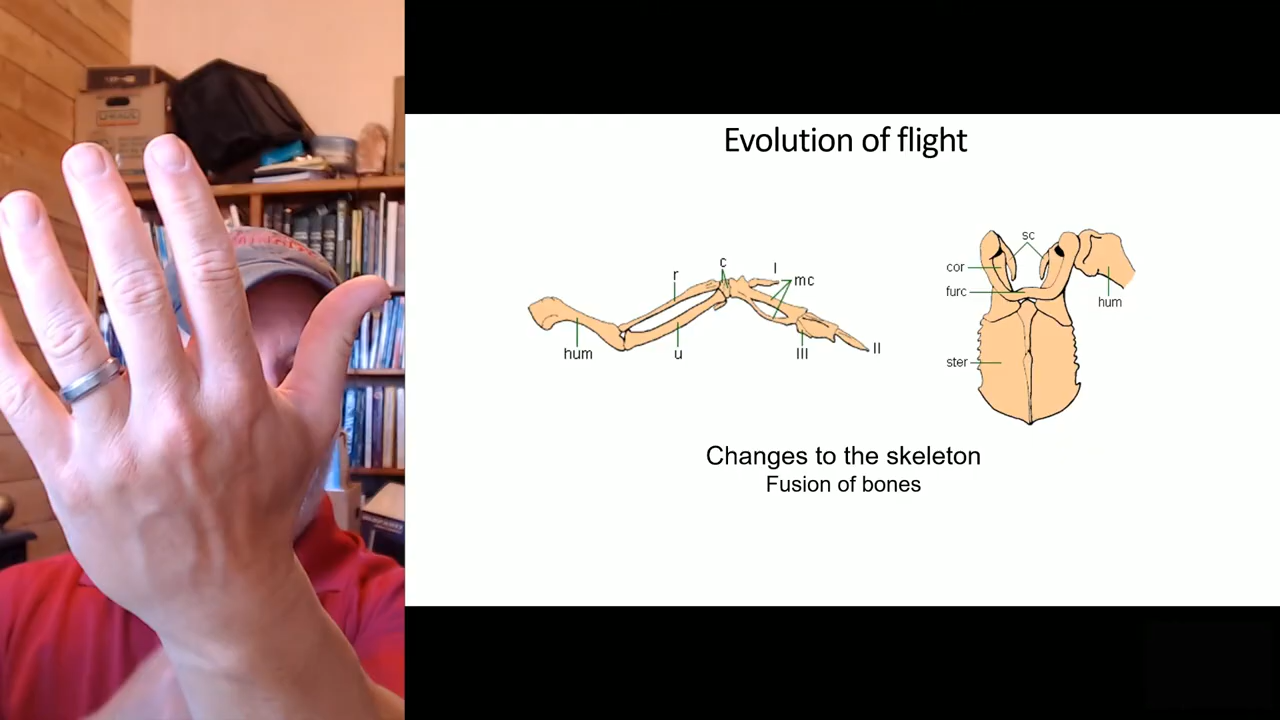 Evolution of flight
r
c
I
mc
hum
u
III
II
sc
cor
furc
hum
ster
Changes to the skeleton
Fusion of bones